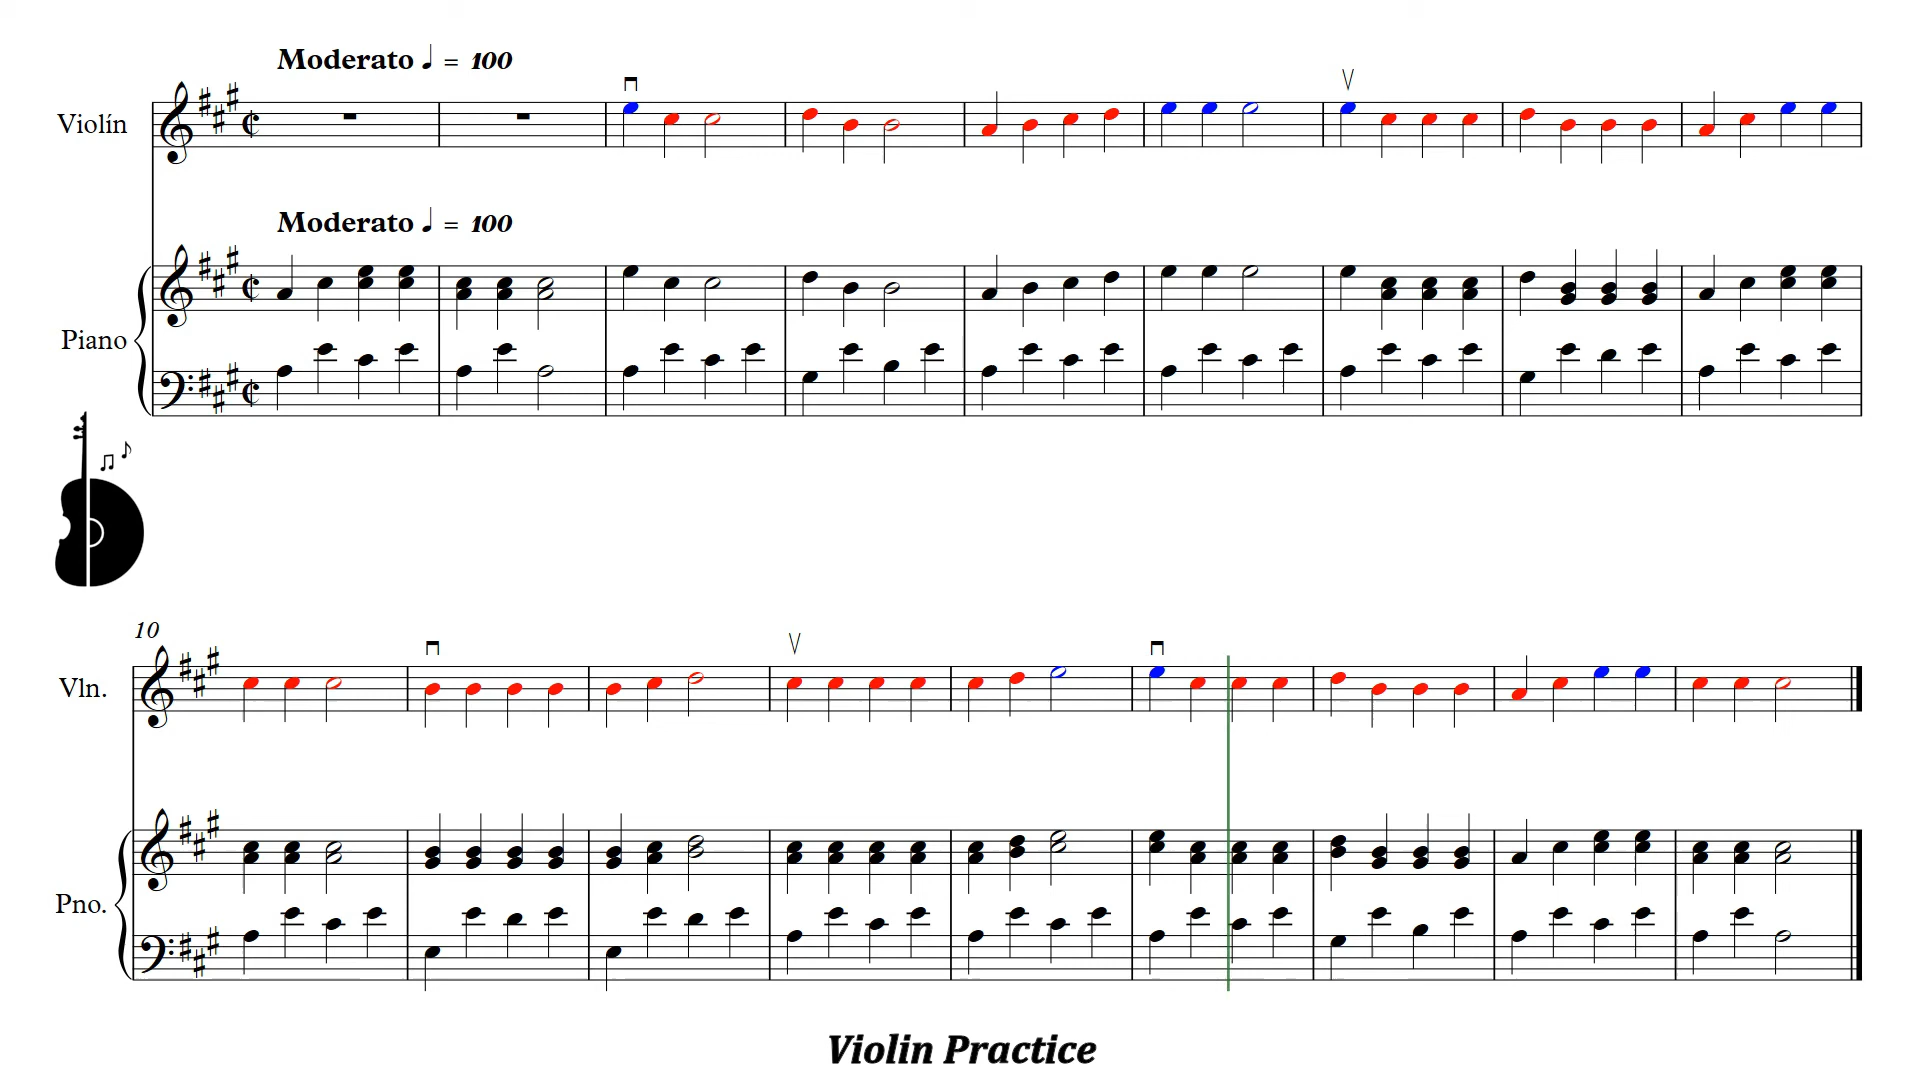 Moderato ♩ = 100
Violín
Moderato ♩ = 100
Piano
10
Vln.
Pno.
Violin Practice